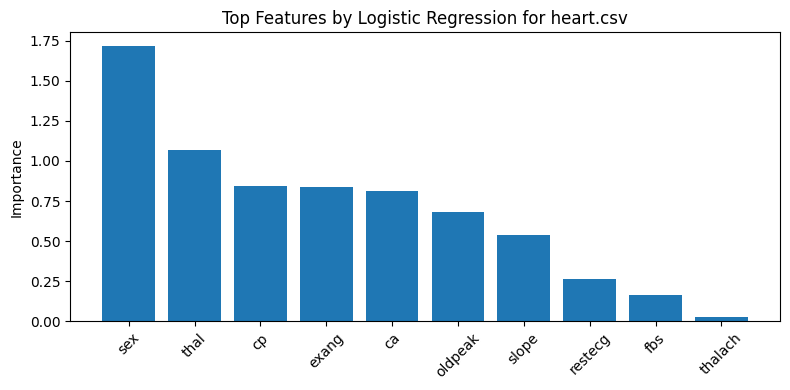 Top Features by Logistic Regression for heart.csv
Importance
1.75
1.50
1.25
1.00
0.75
0.50
0.25
0.00
sex
thal
cp
exang
ca
oldpeak
slope
restecg
fbs
thalach